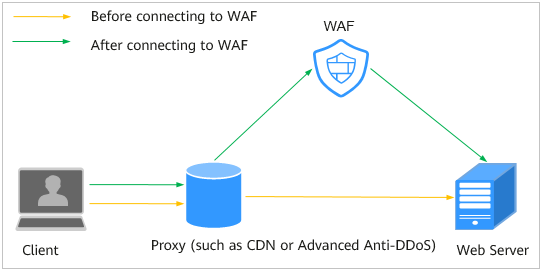 Before connecting to WAF
After connecting to WAF
WAF
Client
Proxy (such as CDN or Advanced Anti-DDoS)
Web Server